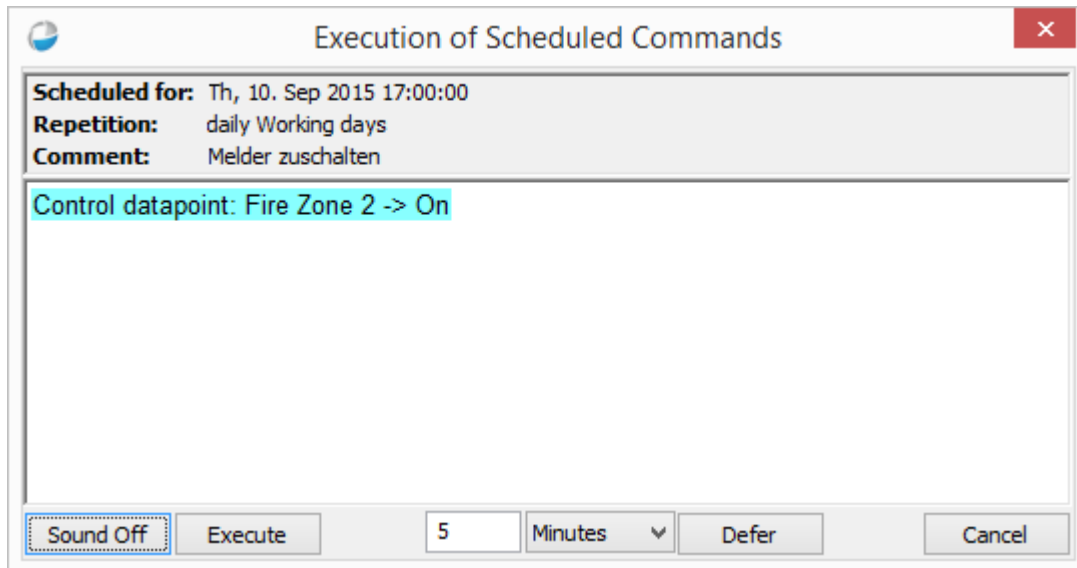 Execution of Scheduled Commands
Scheduled for: Th, 10. Sep 2015 17:00:00
Repetition: daily Working days
Comment: Melder zuschalten
Control datapoint: Fire Zone 2 -> On
Sound Off Execute 5 Minutes Defer Cancel